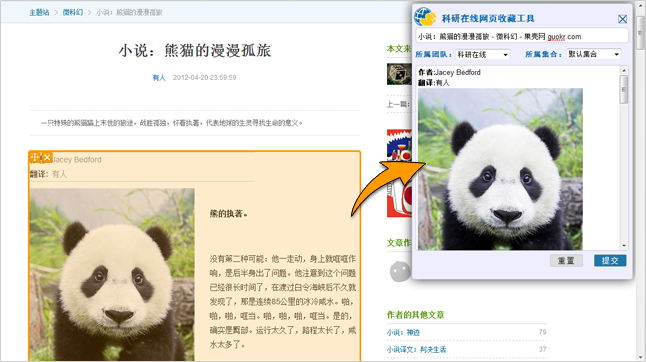 主题站 > 微科幻 > 小说：熊猫的漫漫孤旅
小说：熊猫的漫漫孤旅
有人 2012-04-20 23:59:59
一只特殊的熊猫踏上末世的旅途，战胜孤独，怀着执著，代表地球的生灵寻找生命的意义。
Jacey Bedford
翻译：有人
熊的执著。
没有第二种可能：他一走动，身上就哐哐作
响，是后半身出了问题。他注意到这个问题
已经很长时间了，在渡过白令海峡后不久就
发现了，那是连续85公里的冰冷咸水。啪，
啪，啪，哐当。啪，啪，啪，哐当。是的，
确实是臀部。运行太久了，路程太长了，咸
水太多了。
本文来
上一篇：
文章作
作者的其他文章
小说：神迹 79
小说译文：判决生活 67
科研在线网页收藏工具
小说：熊猫的漫漫孤旅 - 微科幻 - 果壳网 guokr.com
所属团队：科研在线 所属集合：默认集合
作者:Jacey Bedford
翻译:有人
重置 提交